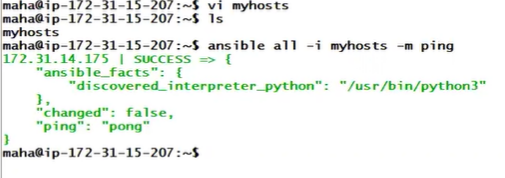 maha@ip-172-31-15-207:~$ vi myhosts
maha@ip-172-31-15-207:~$ ls
myhosts
maha@ip-172-31-15-207:~$ ansible all -i myhosts -m ping
172.31.14.175 | SUCCESS => {
    "ansible_facts": {
        "discovered_interpreter_python": "/usr/bin/python3"
    },
    "changed": false,
    "ping": "pong"
}
maha@ip-172-31-15-207:~$